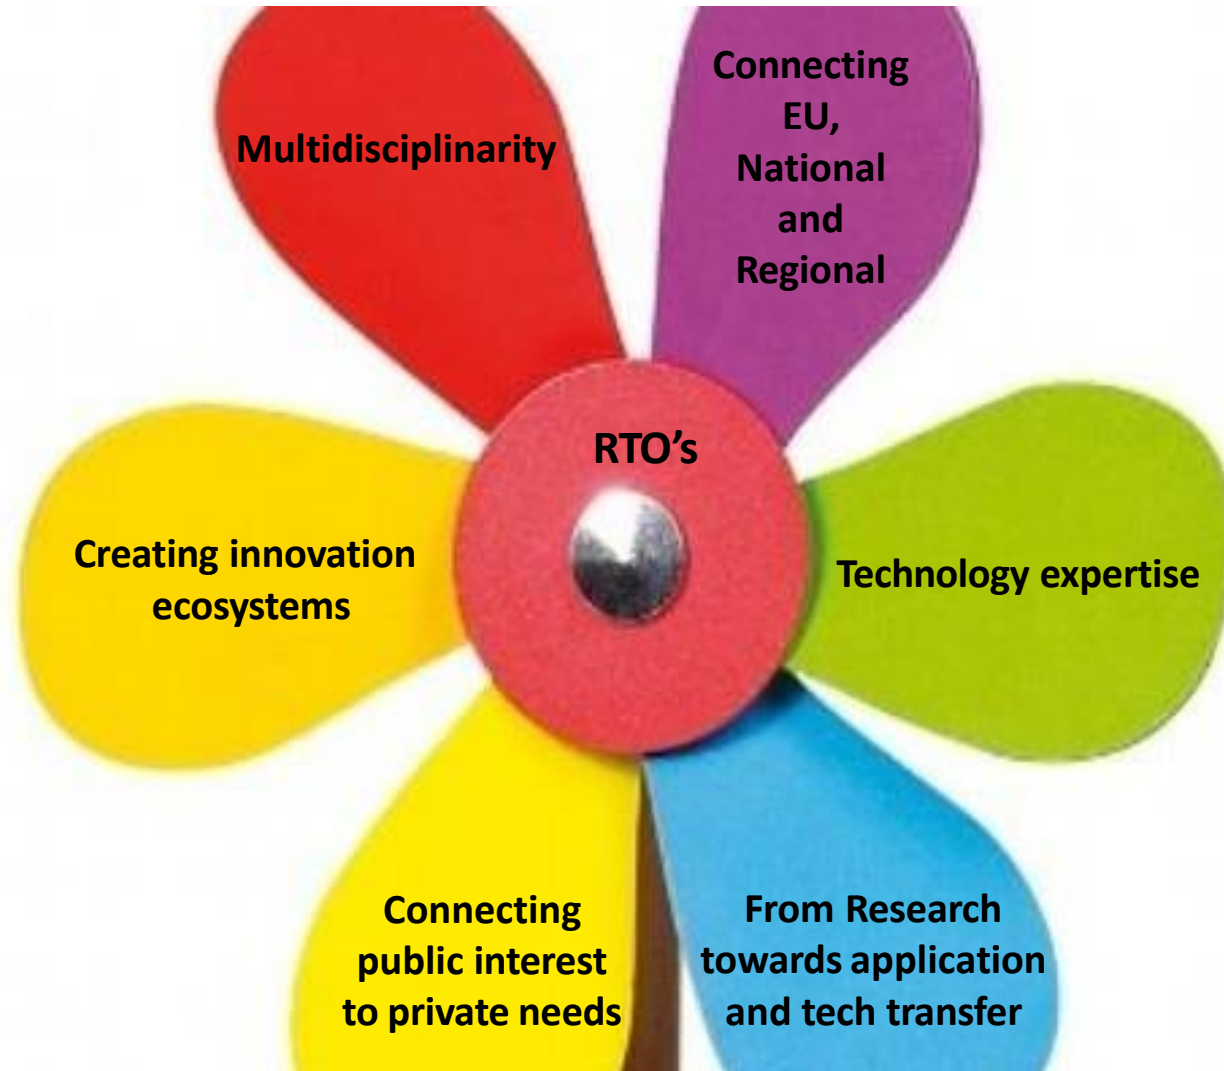 Multidisciplinarity
Connecting
EU,
National
and
Regional
RTO's
Creating innovation
ecosystems
Technology expertise
Connecting
public interest
to private needs
From Research
towards application
and tech transfer